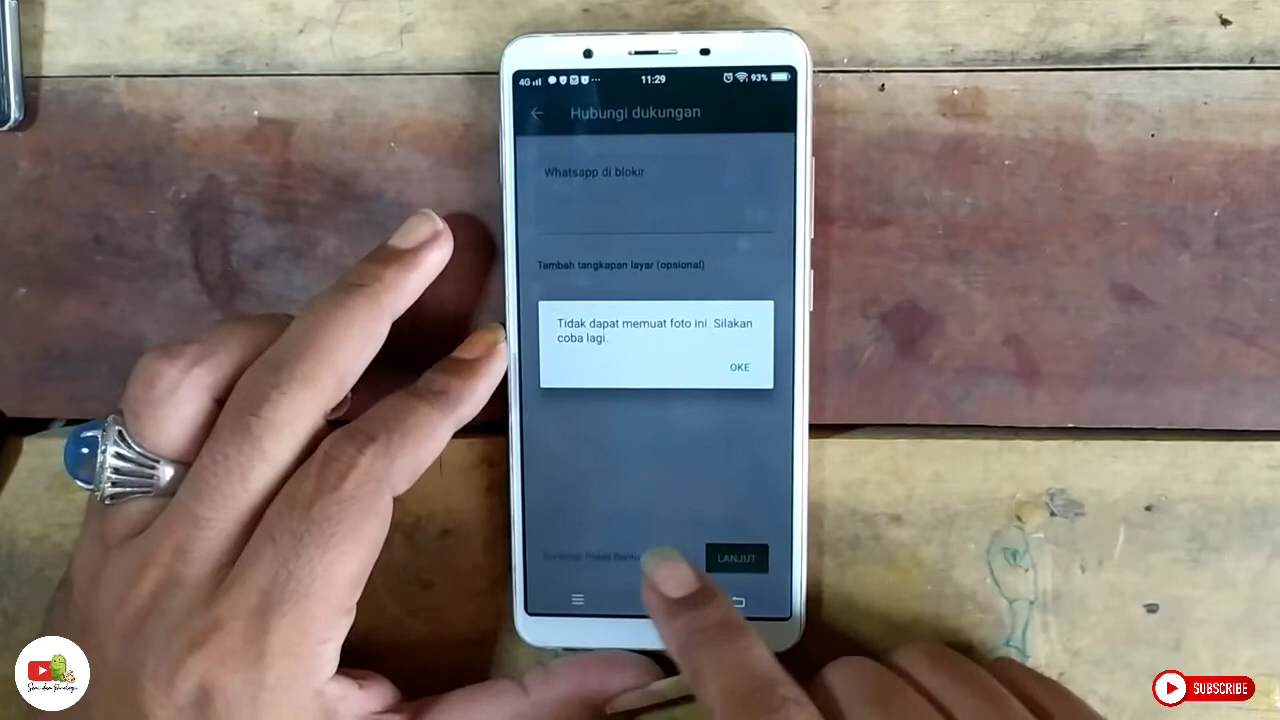 4G 11:29 93%
Hubungi dukungan
Whatsapp di blokir
Tambah tangkapan layar (opsional)
Tidak dapat memuat foto ini. Silakan
coba lagi.
OKE
LANJUT
SUBSCRIBE